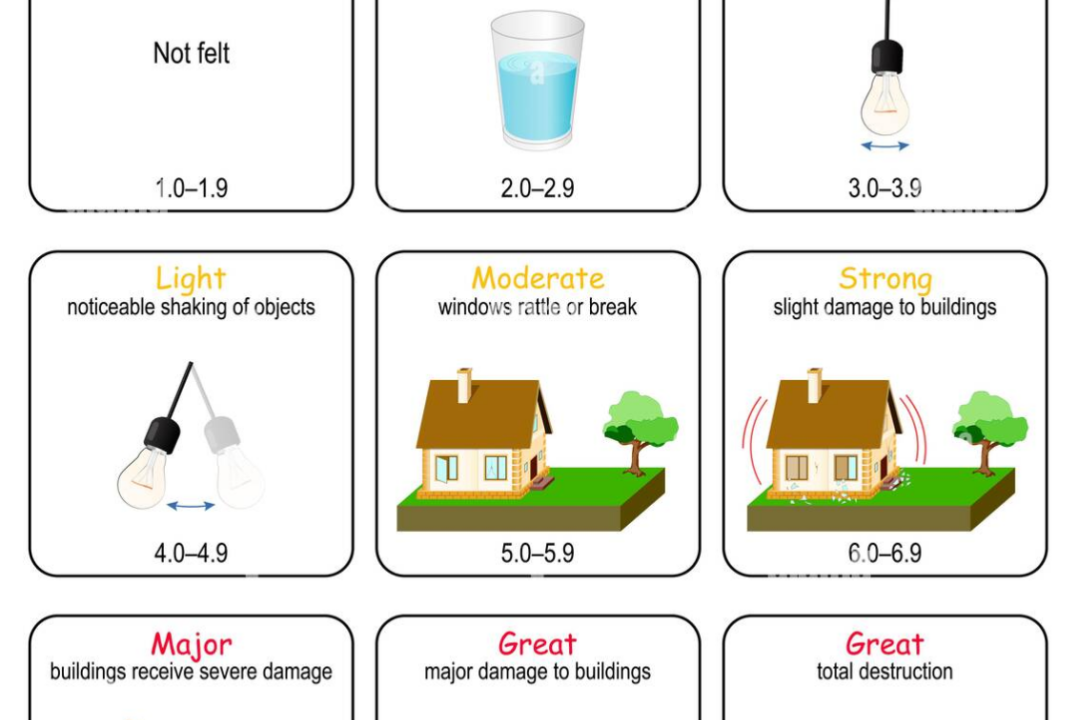 Not felt
a
1.0–1.9
2.0–2.9
3.0–3.9
Light
noticeable shaking of objects
4.0–4.9
Moderate
windows rattle or break
5.0–5.9
Strong
slight damage to buildings
a
6.0–6.9
Major
buildings receive severe damage
Great
major damage to buildings
Great
total destruction